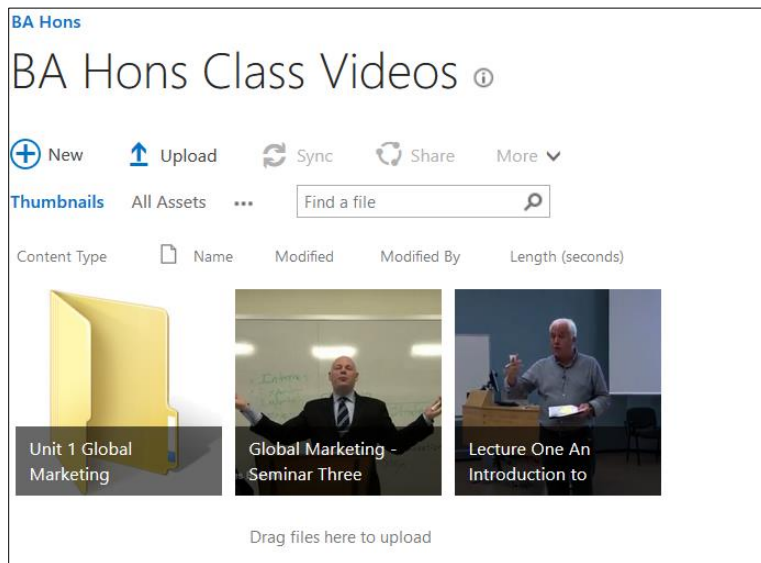 BA Hons
BA Hons Class Videos
New Upload Sync Share More
Thumbnails All Assets ... Find a file
Content Type Name Modified Modified By Length (seconds)
Unit 1 Global
Marketing
Global Marketing -
Seminar Three
Lecture One An
Introduction to
Drag files here to upload